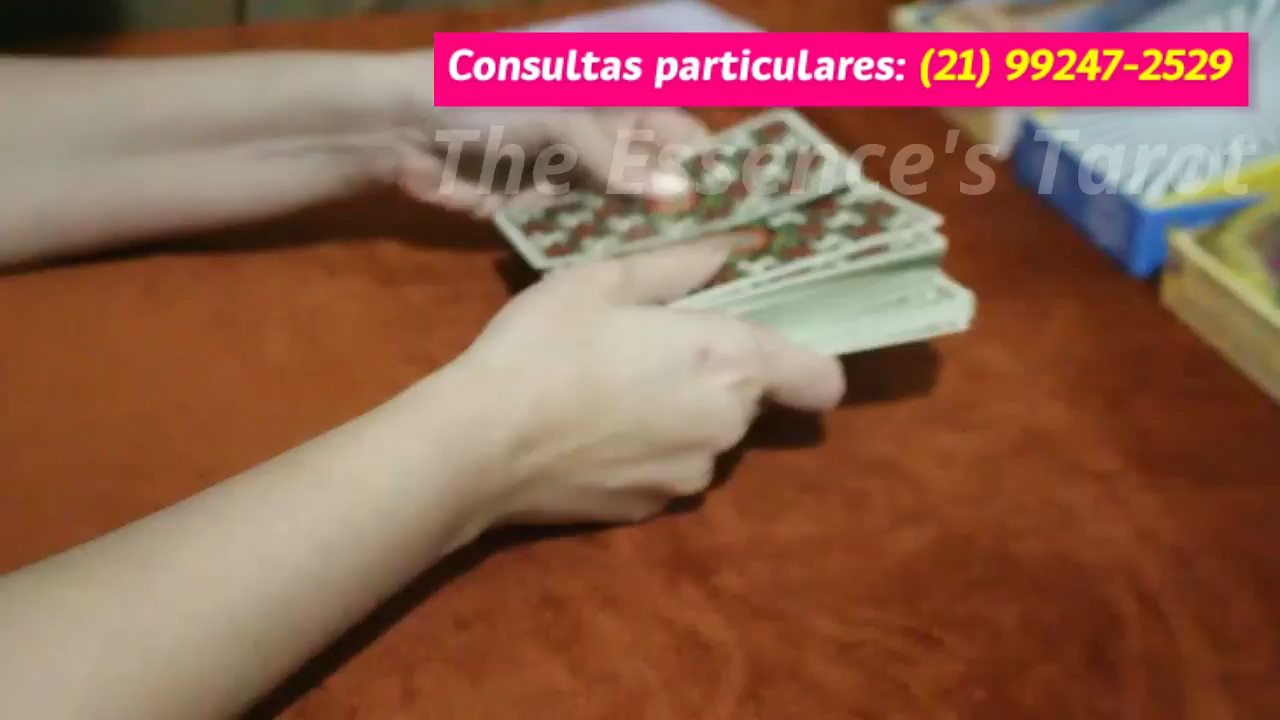 Consultas particulares: (21) 99247-2529
The Essence's Tarot